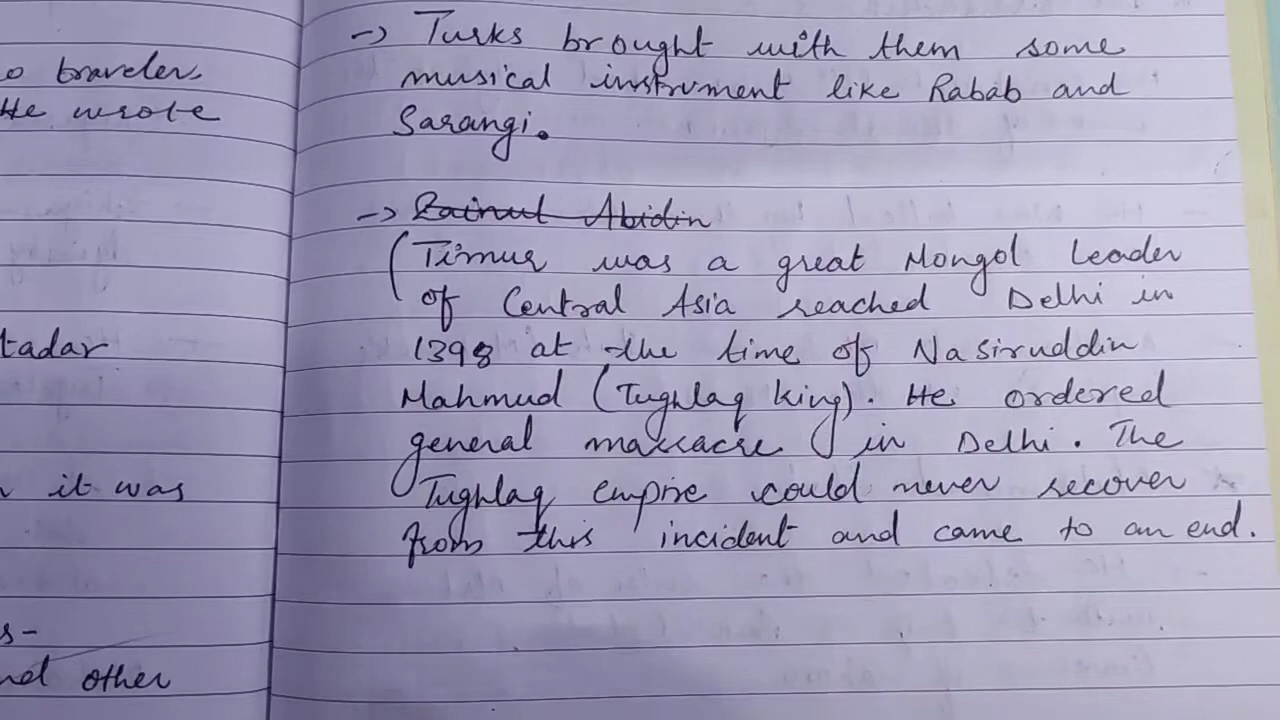 o traveler.
He wrote
tadar
it was
s-
nd other
→ Turks brought with them some
musical instrument like Rabab and
Sarangi.
→ Zainul Abidin
(Timur was a great Mongol Leader
of Central Asia reached Delhi in
1398 at the time of Nasiruddin
Mahmud (Tughlaq king). He ordered
general massacre in Delhi. The
Tughlaq empire could never recover
from this incident and came to an end.